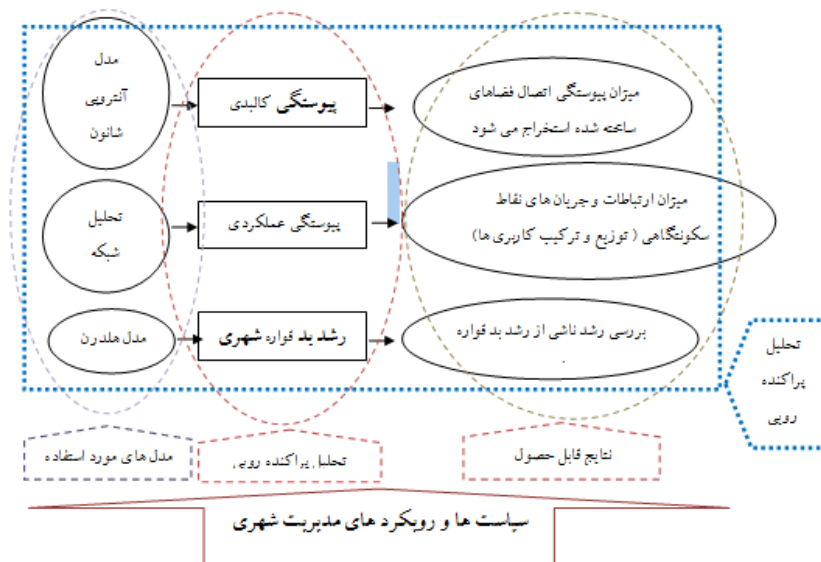 مدل
آنتروپی
شانون
پیوستگی کالبدی
میزان پیوستگی اتصال فضاهای
ساخته شده استخراج می شود
تحلیل
شبکه
پیوستگی عملکردی
میزان ارتباطات و جریان های نقاط
سکونتگاهی ( توزیع و ترکیب کاربری ها)
مدل هلدرن
رشد بد قواره شهری
بررسی رشد ناشی از رشد بد قواره
.
تحلیل
پراکنده
رویی
مدل های مورد استفاده
تحلیل پراکنده رویی
نتایج قابل حصول
سیاست ها و رویکرد های مدیریت شهری